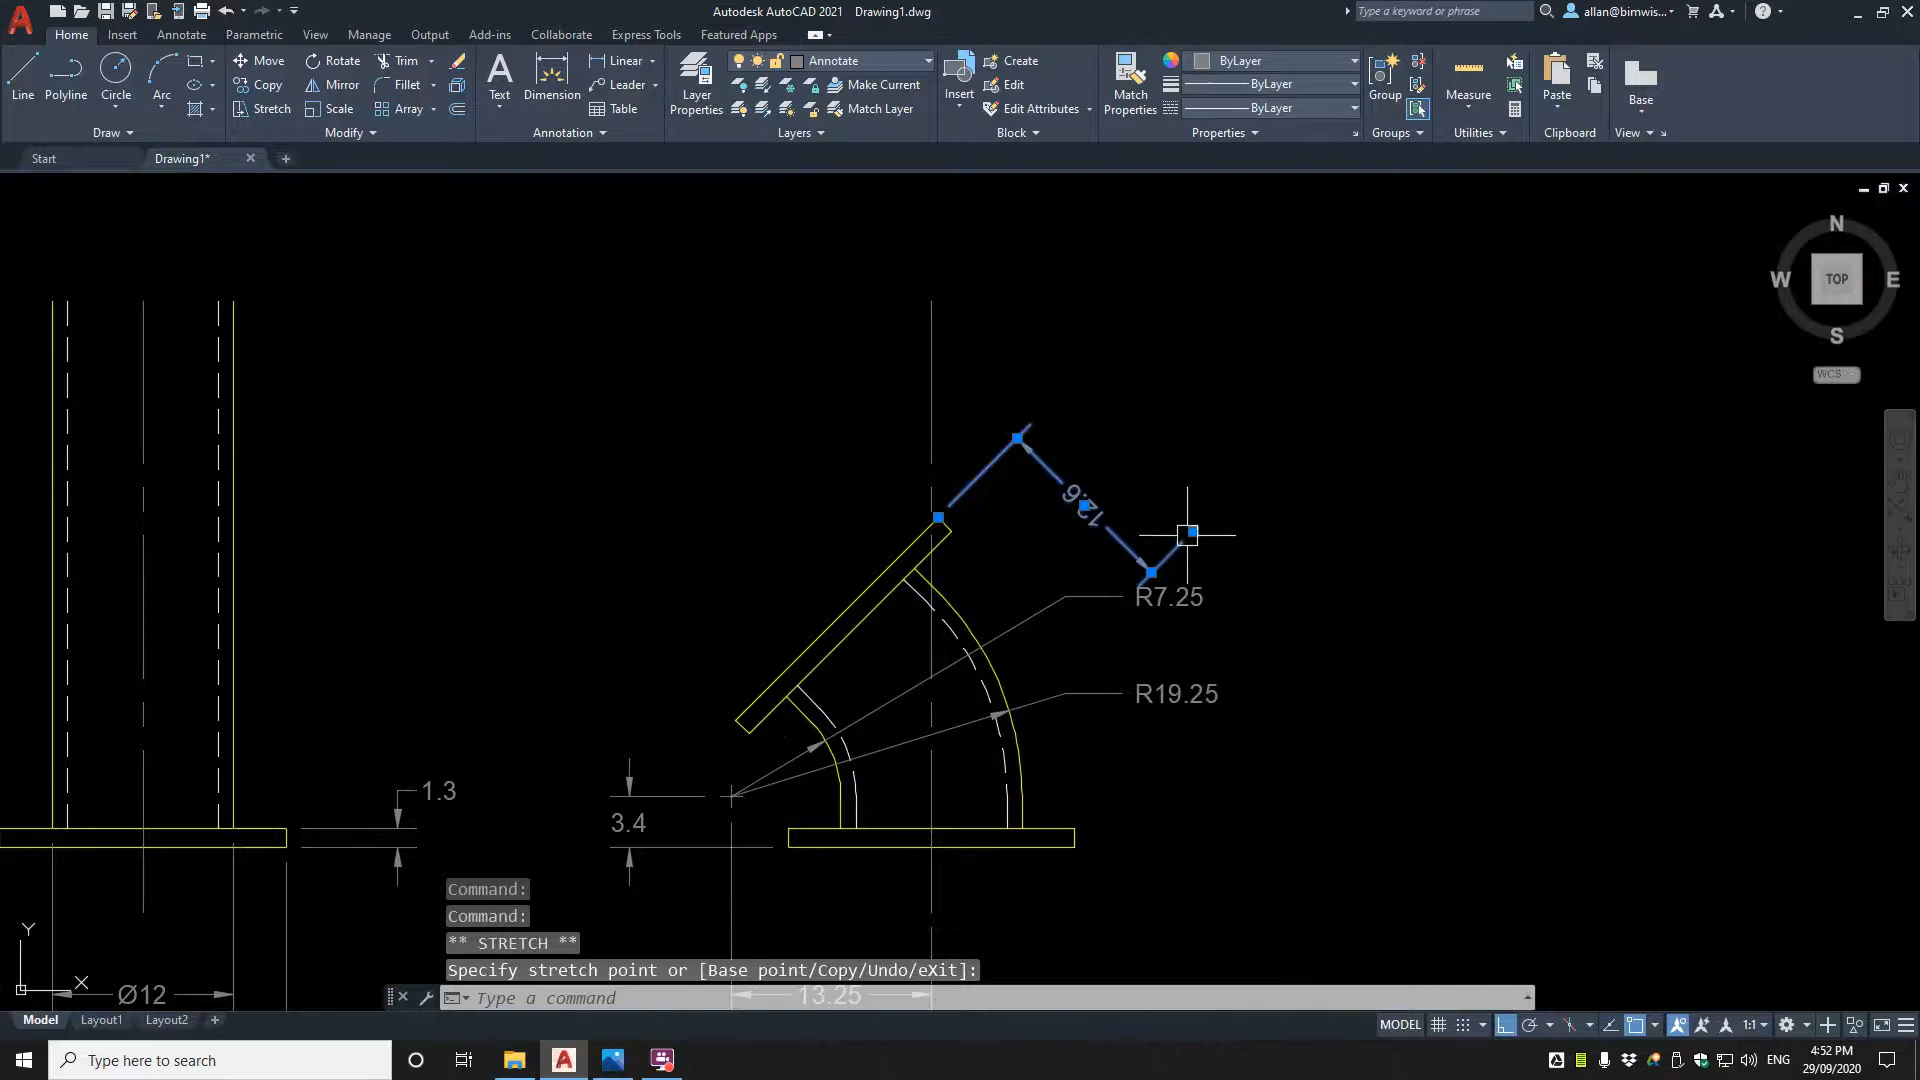 Autodesk AutoCAD 2021 Drawing1.dwg
Type a keyword or phrase
allan@bimwis...
Home Insert Annotate Parametric View Manage Output Add-ins Collaborate Express Tools Featured Apps
Line Polyline Circle Arc
Move Rotate Trim
Copy Mirror Fillet
Stretch Scale Array
Text Dimension
Linear
Leader
Table
Layer Properties
Annotate
Make Current
Match Layer
Insert
Create
Edit
Edit Attributes
Match Properties
ByLayer
ByLayer
ByLayer
Group
Measure
Paste
Base
Draw Modify Annotation Layers Block Properties Groups Utilities Clipboard View
Start Drawing1*
N
W TOP E
S
WCS
12.6
R7.25
R19.25
1.3
3.4
Command:
Command:
** STRETCH **
Specify stretch point or [Base point/Copy/Undo/eXit]:
Y
X
Ø12
13.25
Type a command
Model Layout1 Layout2
MODEL
1:1
Type here to search
ENG
4:52 PM
29/09/2020